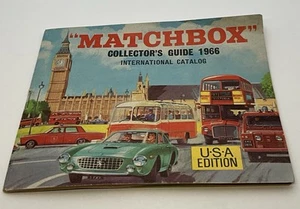 "MATCHBOX"
COLLECTOR'S GUIDE 1966
INTERNATIONAL CATALOG
U·S·A
EDITION